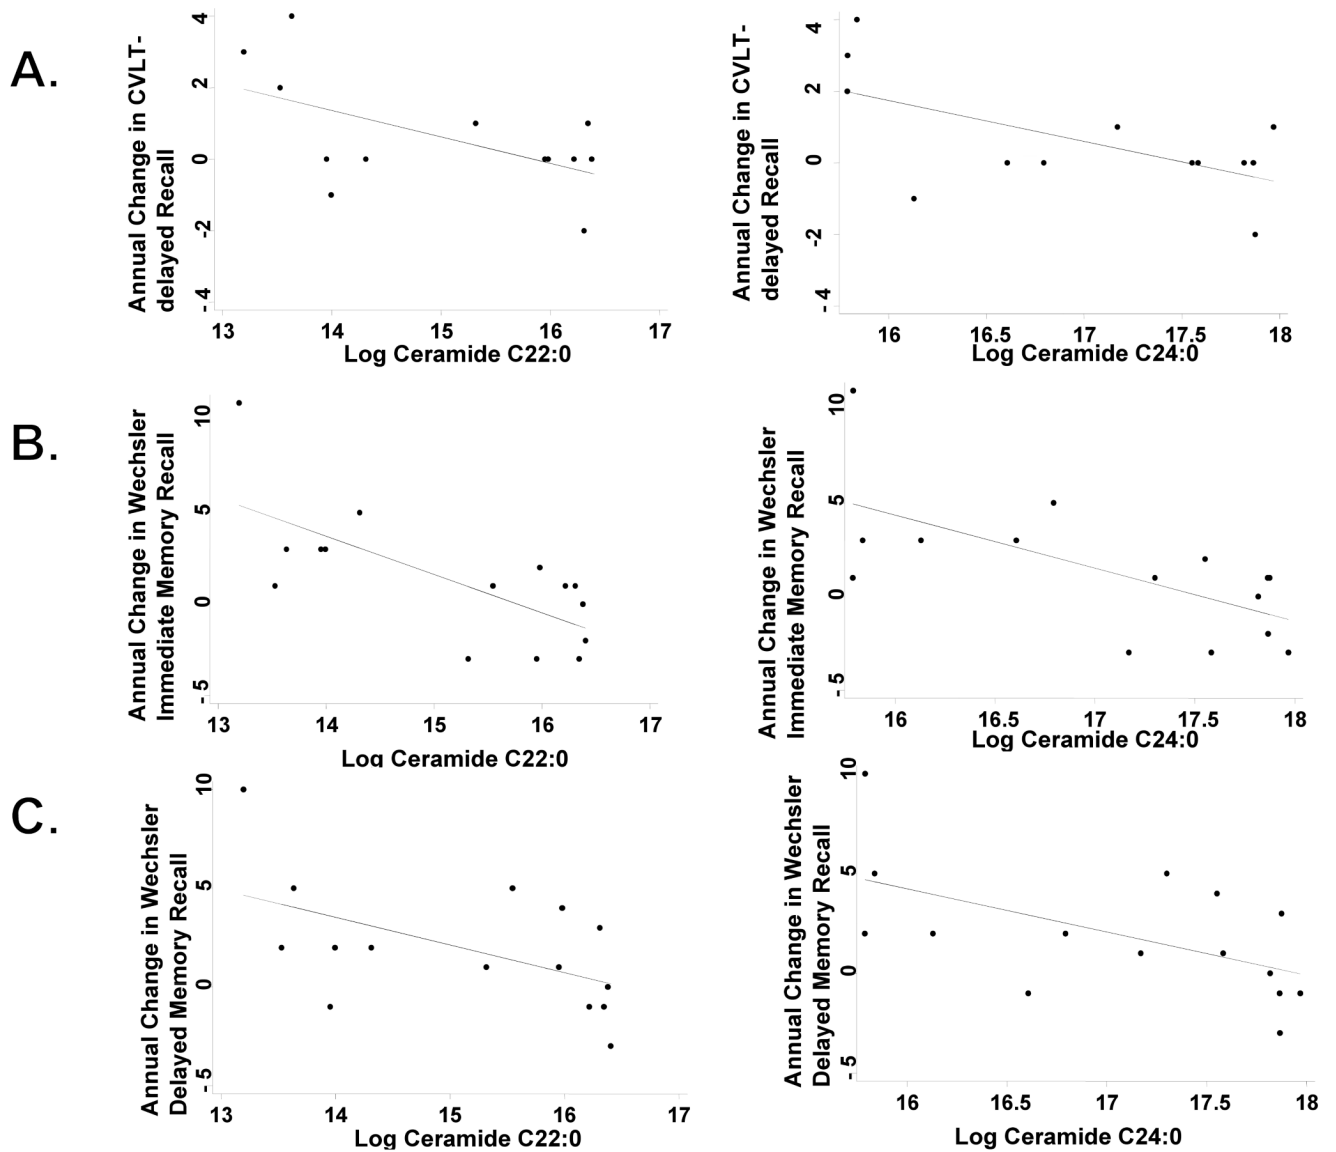 A.
Annual Change in CVLT-
delayed Recall
4
2
0
- 2
- 4
13 14 15 16 17
Log Ceramide C22:0
Annual Change in CVLT-
delayed Recall
4
2
0
- 2
- 4
16 16.5 17 17.5 18
Log Ceramide C24:0
B.
Annual Change in Wechsler
Immediate Memory Recall
10
5
0
- 5
13 14 15 16 17
Log Ceramide C22:0
Annual Change in Wechsler
Immediate Memory Recall
10
5
0
- 5
16 16.5 17 17.5 18
Log Ceramide C24:0
C.
Annual Change in Wechsler
Delayed Memory Recall
10
5
0
- 5
13 14 15 16 17
Log Ceramide C22:0
Annual Change in Wechsler
Delayed Memory Recall
10
5
0
- 5
16 16.5 17 17.5 18
Log Ceramide C24:0